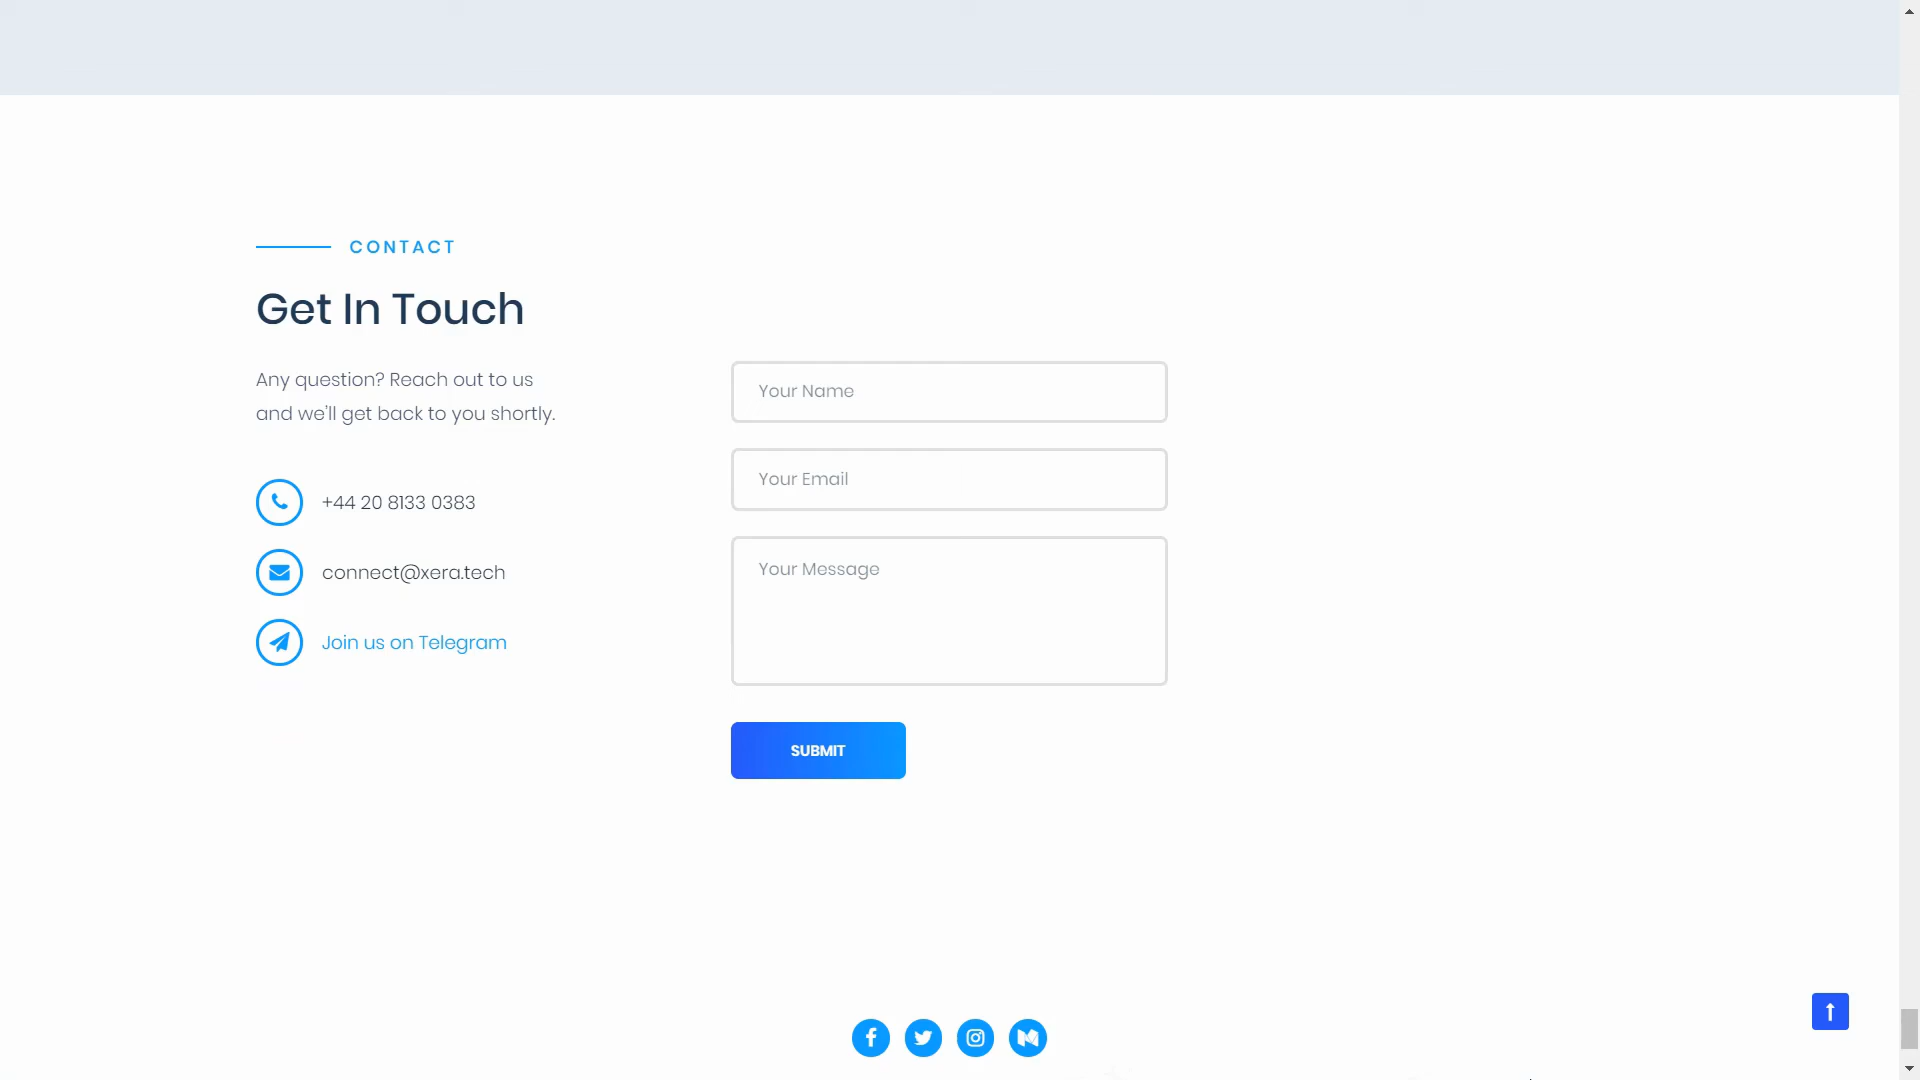 CONTACT
Get In Touch
Any question? Reach out to us
and we'll get back to you shortly.
+44 20 8133 0383
connect@xera.tech
Join us on Telegram
Your Name
Your Email
Your Message
SUBMIT